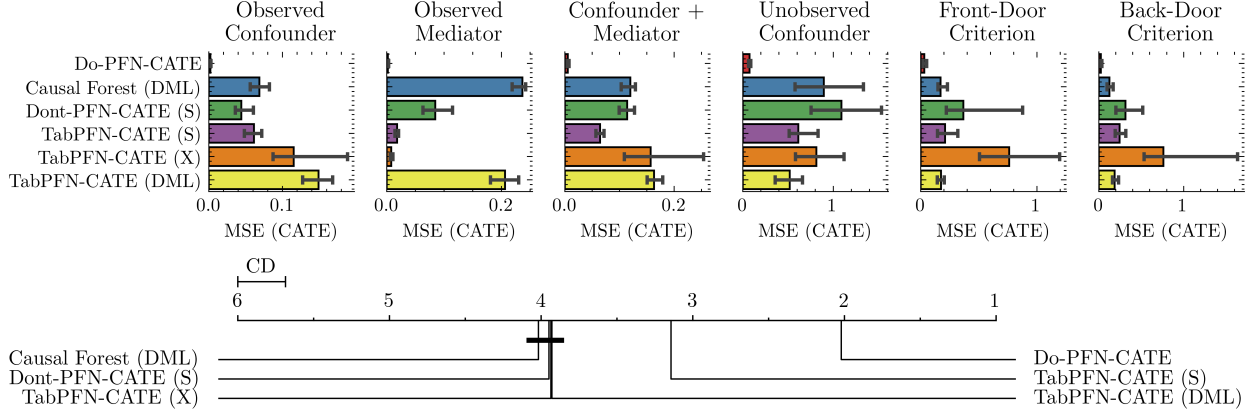 Observed Confounder
Observed Mediator
Confounder + Mediator
Unobserved Confounder
Front-Door Criterion
Back-Door Criterion
Do-PFN-CATE
Causal Forest (DML)
Dont-PFN-CATE (S)
TabPFN-CATE (S)
TabPFN-CATE (X)
TabPFN-CATE (DML)
0.0 0.1
0.0 0.2
0.0 0.2
0 1
0 1
0 1
MSE (CATE)
MSE (CATE)
MSE (CATE)
MSE (CATE)
MSE (CATE)
MSE (CATE)
CD
6 5 4 3 2 1
Causal Forest (DML)
Dont-PFN-CATE (S)
TabPFN-CATE (X)
Do-PFN-CATE
TabPFN-CATE (S)
TabPFN-CATE (DML)